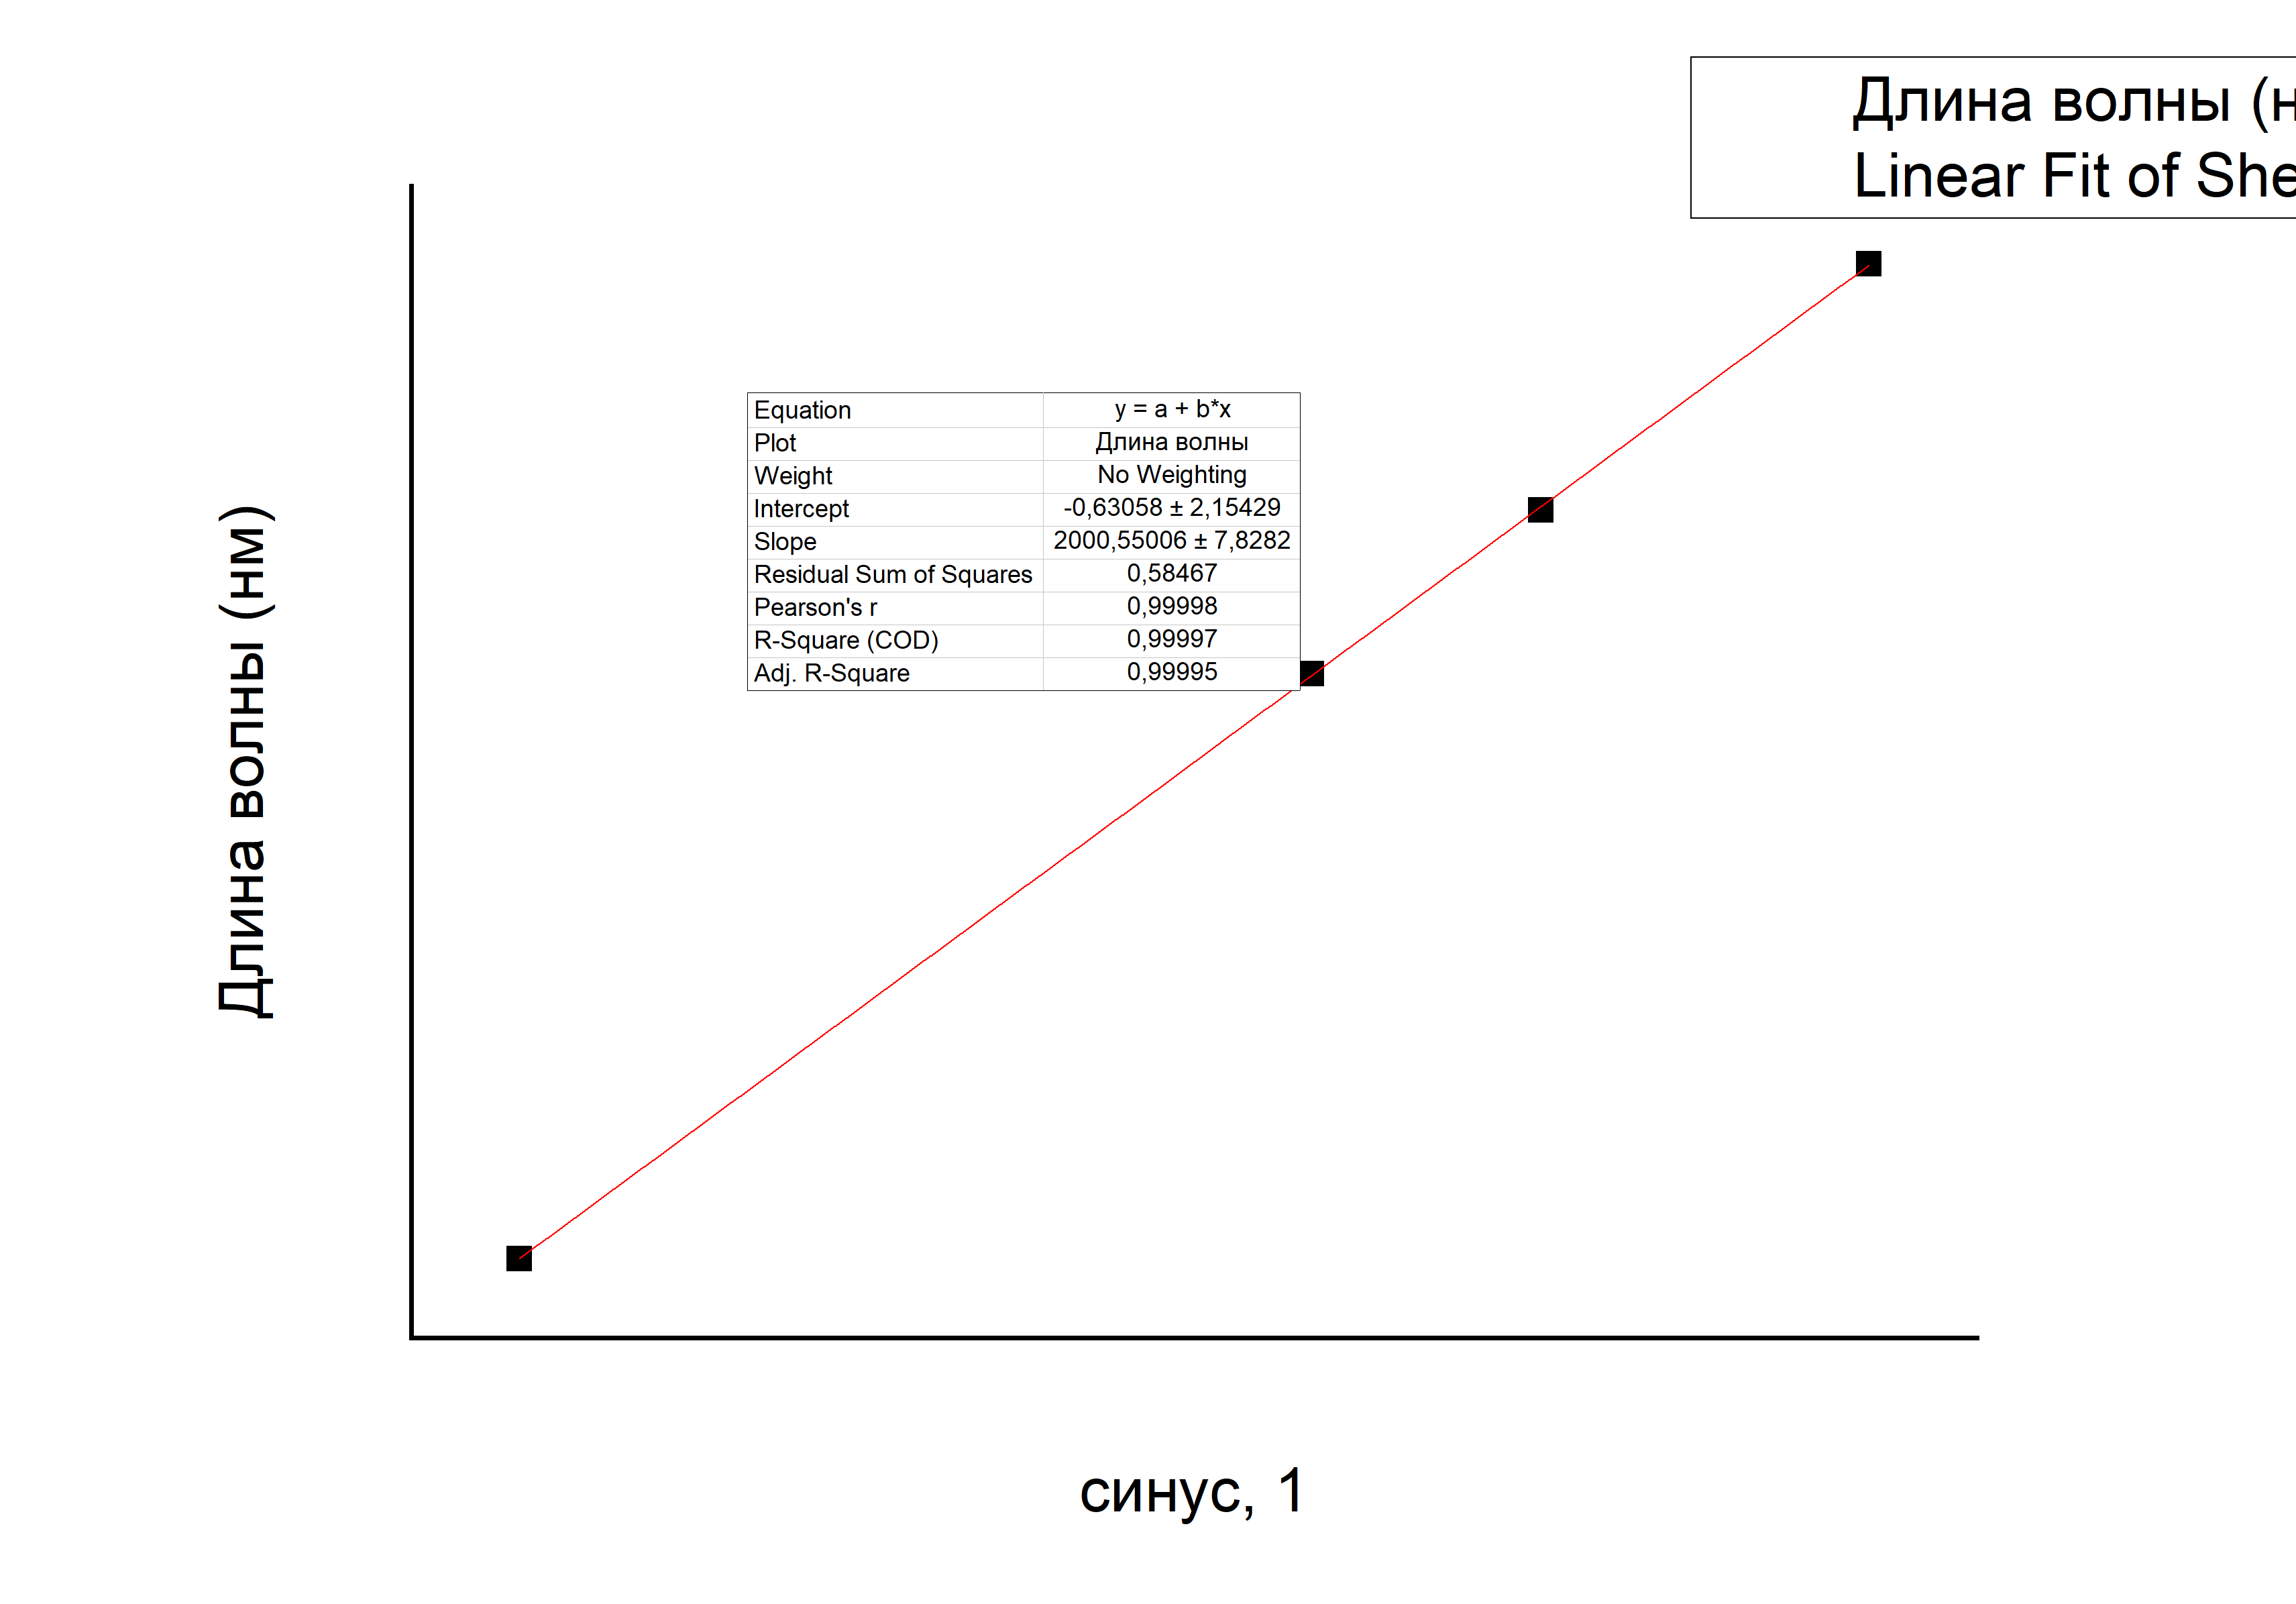 Длина волны (н
Linear Fit of She
Equation y = a + b*x
Plot Длина волны
Weight No Weighting
Intercept -0,63058 ± 2,15429
Slope 2000,55006 ± 7,8282
Residual Sum of Squares 0,58467
Pearson's r 0,99998
R-Square (COD) 0,99997
Adj. R-Square 0,99995
Длина волны (нм)
синус, 1